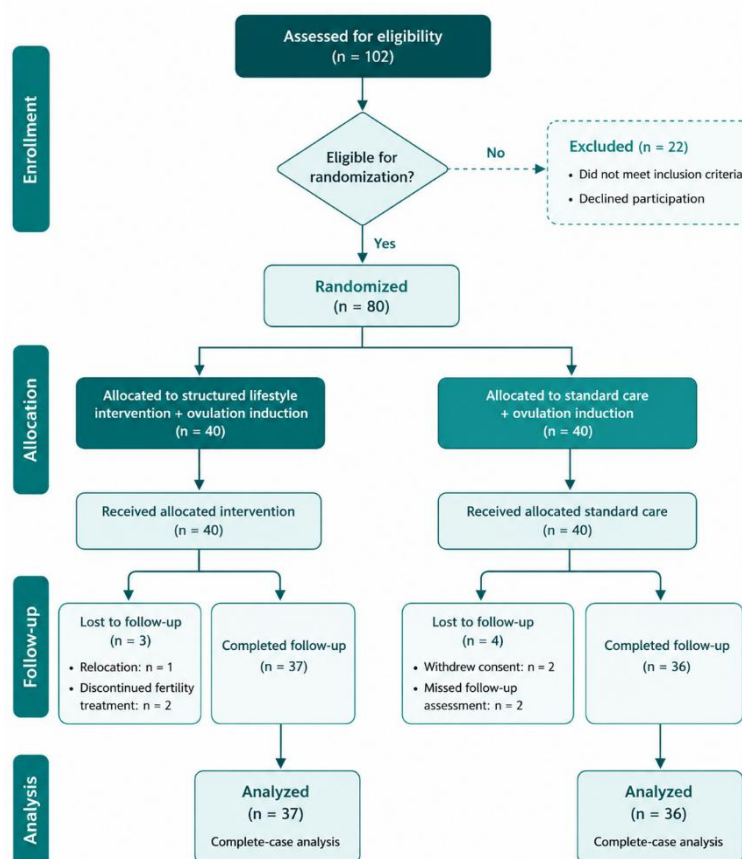 Enrollment
Assessed for eligibility
(n = 102)
Eligible for
randomization?
No
Excluded (n = 22)
• Did not meet inclusion criteria
• Declined participation
Yes
Randomized
(n = 80)
Allocation
Allocated to structured lifestyle
intervention + ovulation induction
(n = 40)
Allocated to standard care
+ ovulation induction
(n = 40)
Received allocated intervention
(n = 40)
Received allocated standard care
(n = 40)
Follow-up
Lost to follow-up
(n = 3)
• Relocation: n = 1
• Discontinued fertility
treatment: n = 2
Completed follow-up
(n = 37)
Lost to follow-up
(n = 4)
• Withdrew consent: n = 2
• Missed follow-up
assessment: n = 2
Completed follow-up
(n = 36)
Analysis
Analyzed
(n = 37)
Complete-case analysis
Analyzed
(n = 36)
Complete-case analysis